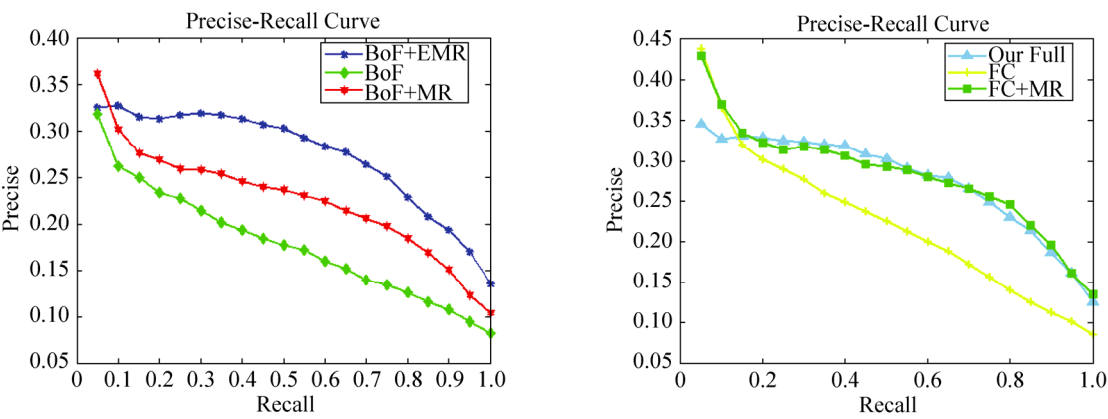 Precise-Recall Curve
0.40
0.35
0.30
0.25
0.20
0.15
0.10
0.05
Precise
BoF+EMR
BoF
BoF+MR
0 0.1 0.2 0.3 0.4 0.5 0.6 0.7 0.8 0.9 1.0
Recall
Precise-Recall Curve
0.45
0.40
0.35
0.30
0.25
0.20
0.15
0.10
0.05
Precise
Our Full
FC
FC+MR
0 0.2 0.4 0.6 0.8 1.0
Recall